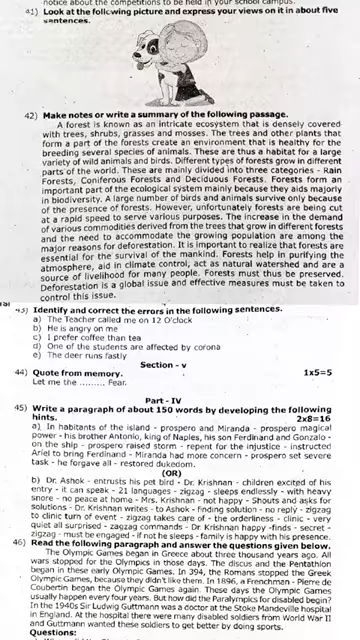 notice about the competitions to be held in your school campus.
41) Look at the following picture and express your views on it in about five
sentences.
42) Make notes or write a summary of the following passage.
A forest is known as an intricate ecosystem that is densely covered
with trees, shrubs, grasses and mosses. The trees and other plants that
form a part of the forests create an environment that is healthy for the
breeding several species of animals. These are thus a habitat for a large
variety of wild animals and birds. Different types of forests grow in different
parts of the world. These are mainly divided into three categories - Rain
Forests, Coniferous Forests and Deciduous Forests. Forests form an
important part of the ecological system mainly because they aids majorly
in biodiversity. A large number of birds and animals survive only because
of the presence of forests. However, unfortunately forests are being cut
at a rapid speed to serve various purposes. The increase in the demand
of various commodities derived from the trees that grow in different forests
and the need to accommodate the growing population are among the
major reasons for deforestation. It is important to realize that forests are
essential for the survival of the mankind. Forests help in purifying the
atmosphere, aid in climate control, act as natural watershed and are a
source of livelihood for many people. Forests must thus be preserved.
Deforestation is a global issue and effective measures must be taken to
control this issue.
43) Identify and correct the errors in the following sentences.
a) The Teacher called me on 12 O'clock
b) He is angry on me
c) I prefer coffee than tea
d) One of the students are affected by corona
e) The deer runs fastly
Section - v
44) Quote from memory. 1x5=5
Let me the ......... Fear.
Part - IV
45) Write a paragraph of about 150 words by developing the following
hints. 2x8=16
a) In habitants of the island - prospero and Miranda - prospero magical
power - his brother Antonio, king of Naples, his son Ferdinand and Gonzalo -
on the ship - prospero raised storm - repent for the injustice - instructed
Ariel to bring Ferdinand - Miranda had more concern - prospero set severe
task - he forgave all - restored dukedom.
(OR)
b) Dr. Ashok - entrusts his pet bird - Dr. Krishnan - children excited of his
entry - it can speak - 21 languages - zigzag - sleeps endlessly - with heavy
snore - no peace at home - Mrs. Krishnan - not happy - Shouts and asks for
solutions - Dr. Krishnan writes - to Ashok - finding solution - no reply - zigzag
to clinic turn of event - zigzag takes care of - the orderliness - clinic - very
quiet all surprised - zagzag commands - Dr. Krishnan happy -finds - secret -
zigzag - must be engaged - if not he sleeps - family is happy with his presence.
46) Read the following paragraph and answer the questions given below.
The Olympic Games began in Greece about three thousand years ago. All
wars stopped for the Olympics in those days. The discus and the Pentathlon
began in these early Olympic Games. In 394, the Romans stopped the Greek
Olympic Games, because they didn't like them. In 1896, a Frenchman - Pierre de
Coubertin began the Olympic Games again. These days the Olympic Games
usually happen every four years. But how did the Paralympics for disabled begin?
In the 1940s Sir Ludwig Guttmann was a doctor at the Stoke Mandeville hospital
in England. At the hospital there were many disabled soldiers from World War II
and Guttmann wanted these soldiers to get better by doing sports.
Questions: